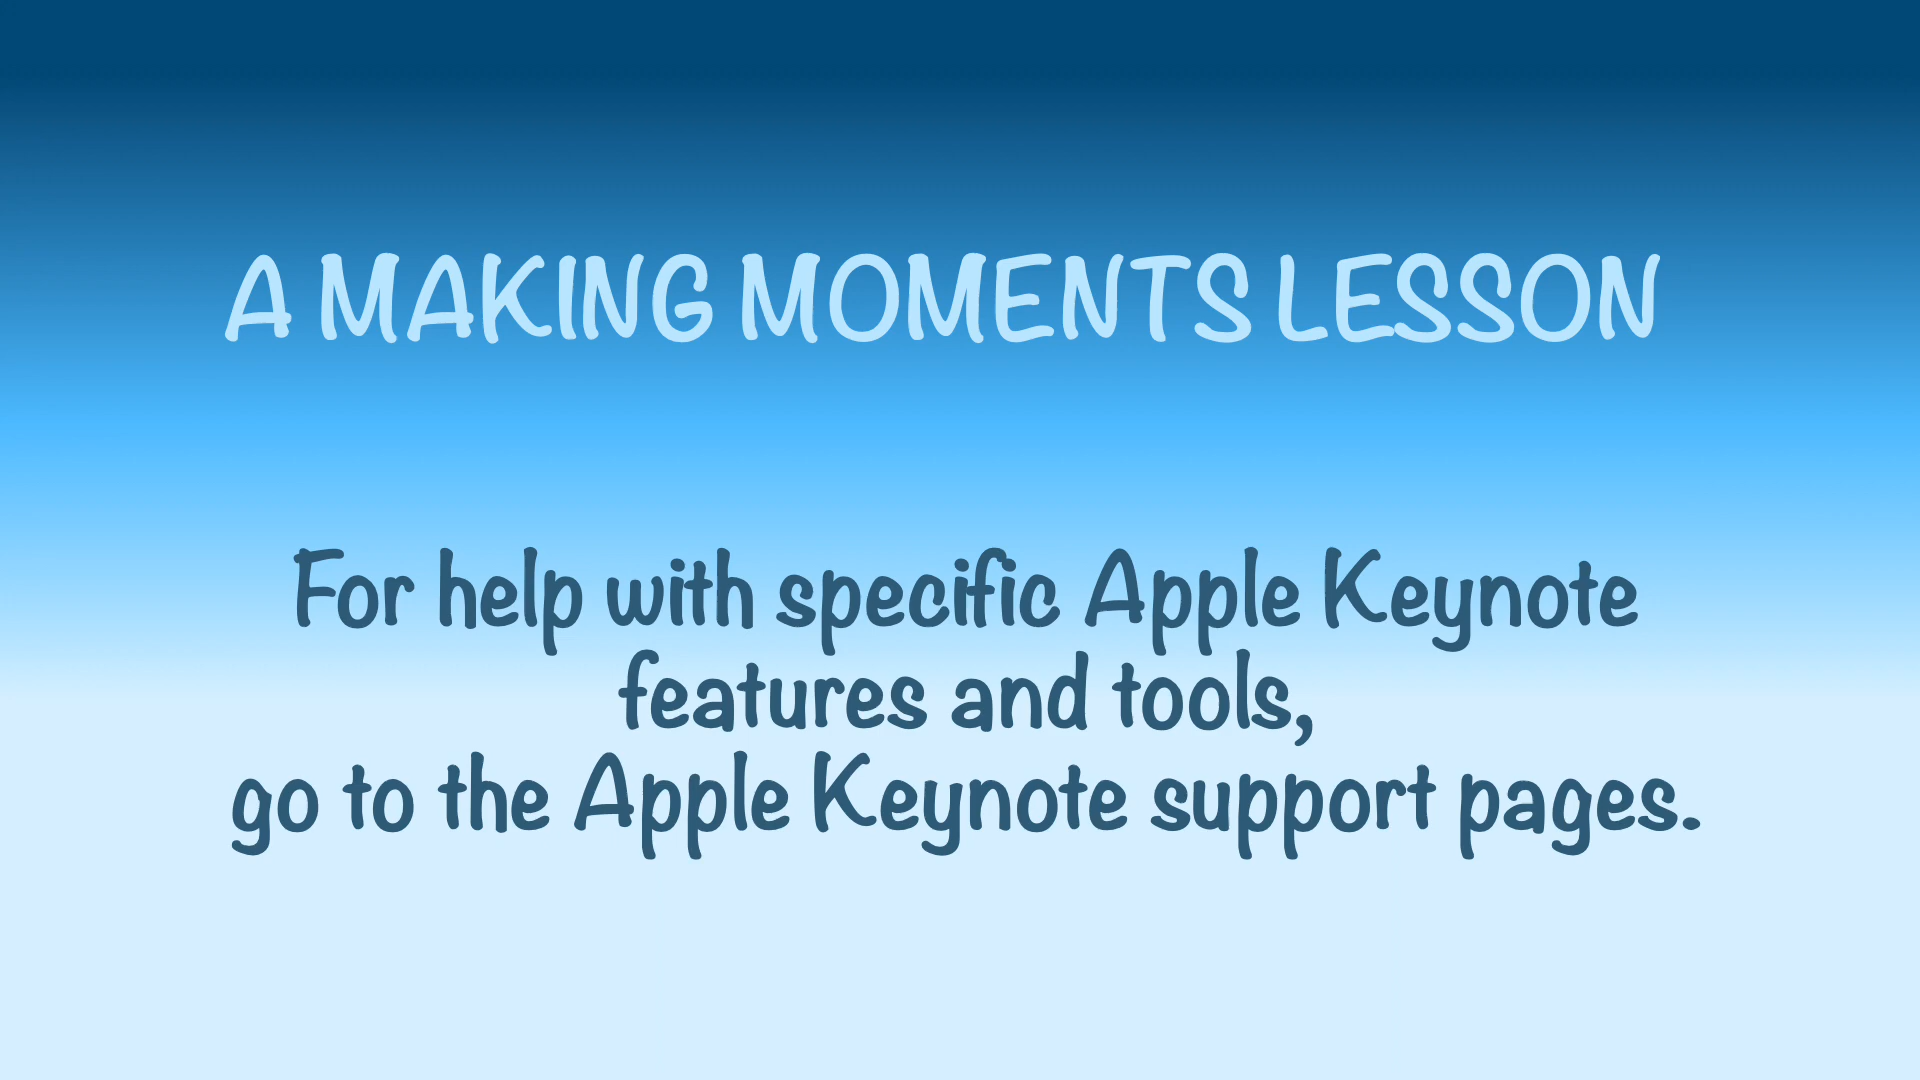 A MAKING MOMENTS LESSON
For help with specific Apple Keynote
features and tools,
go to the Apple Keynote support pages.